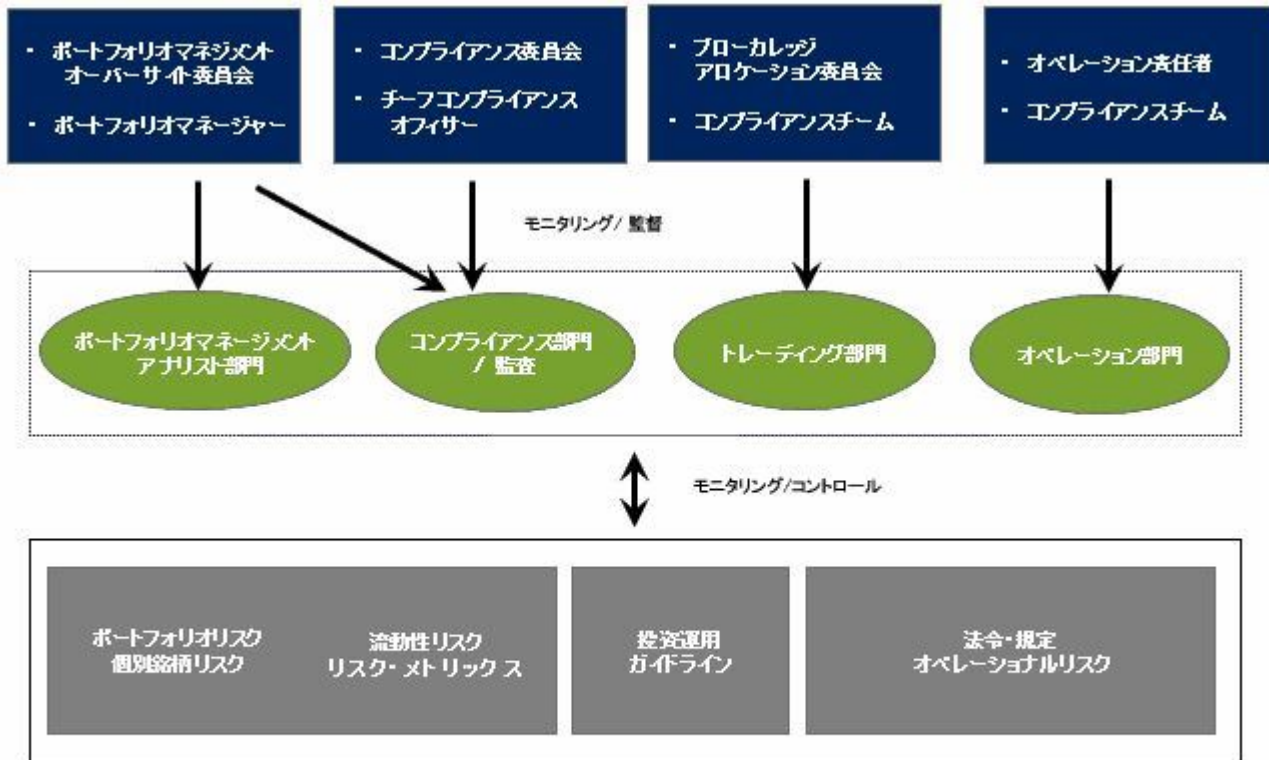 ・ ポートフォリオマネジメント
オーバーサイト委員会
・ ポートフォリオマネージャー
・ コンプライアンス委員会
・ チーフコンプライアンス
オフィサー
・ ブローカレッジ
アロケーション委員会
・ コンプライアンスチーム
・ オペレーション責任者
・ コンプライアンスチーム
モニタリング/ 監督
ポートフォリオマネージメント
アナリスト部門
コンプライアンス部門
/ 監査
トレーディング部門
オペレーション部門
モニタリング/コントロール
ポートフォリオリスク
個別銘柄リスク
流動性リスク
リスク・メトリックス
投資運用
ガイドライン
法令・規定
オペレーショナルリスク